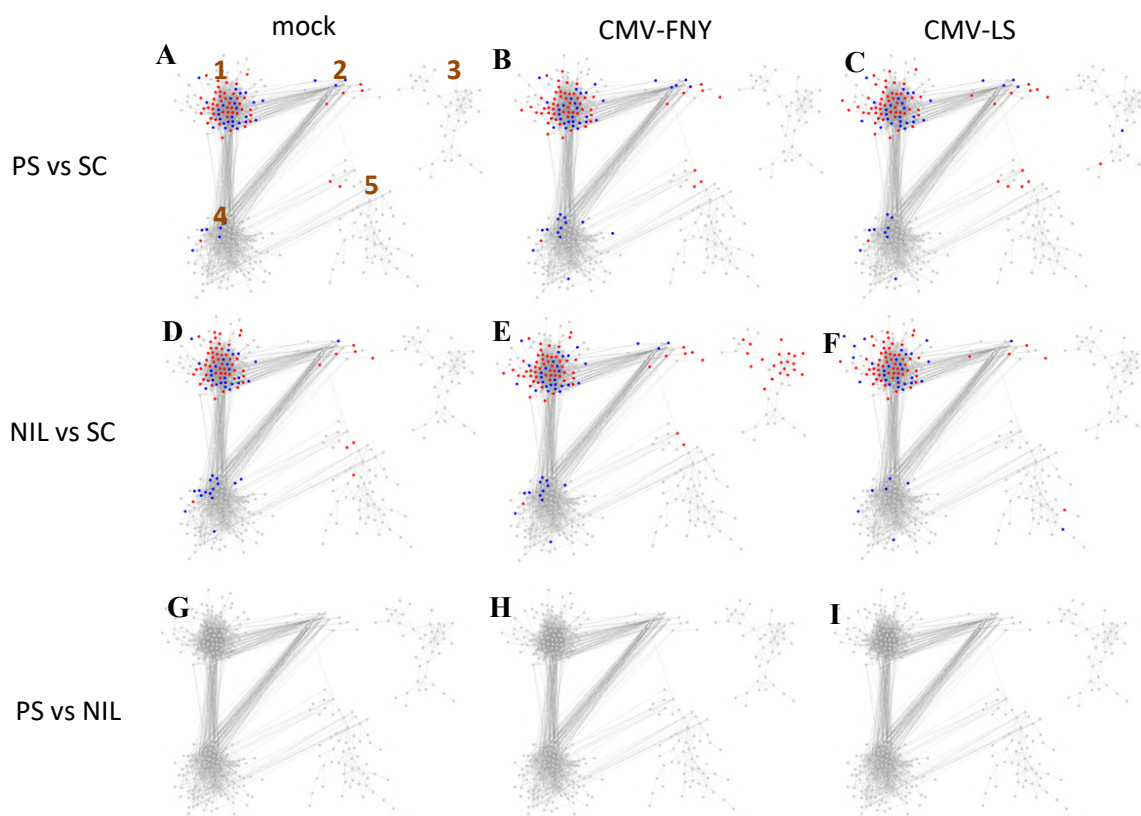 mock CMV-FNY CMV-LS
A 1 2 3 B C
PS vs SC
5
4
D E F
NIL vs SC
G H I
PS vs NIL